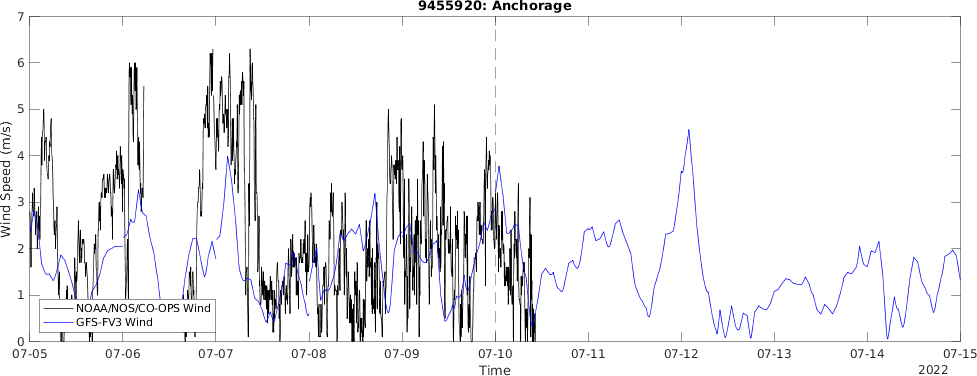 9455920: Anchorage
7
6
5
4
3
2
1
0
Wind Speed (m/s)
NOAA/NOS/CO-OPS Wind
GFS-FV3 Wind
07-05 07-06 07-07 07-08 07-09 07-10 07-11 07-12 07-13 07-14 07-15
Time
2022